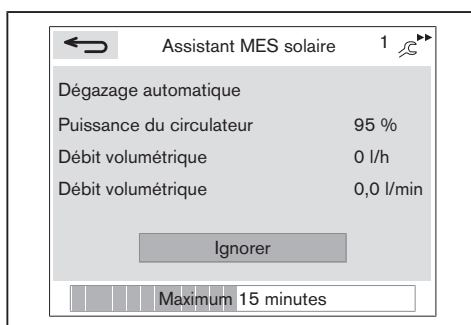 Assistant MES solaire 1
Dégazage automatique
Puissance du circulateur 95 %
Débit volumétrique 0 l/h
Débit volumétrique 0,0 l/min
Ignorer
Maximum 15 minutes